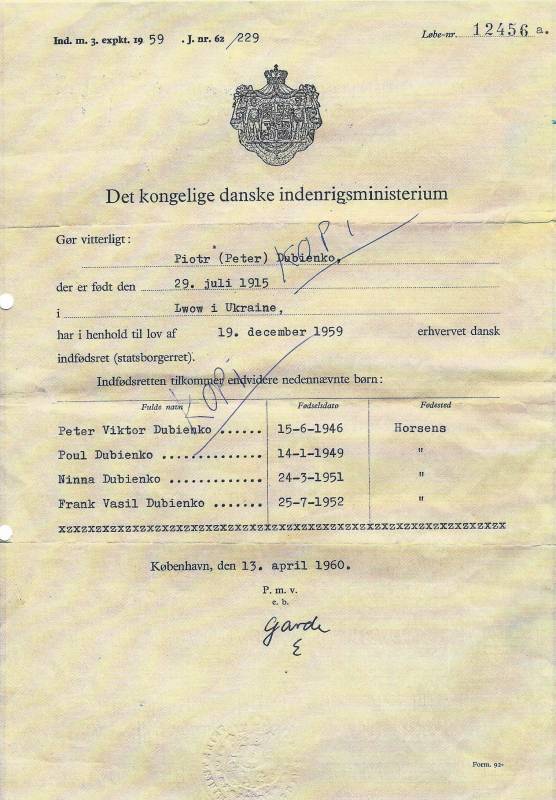 Ind. m. 3. expkt. 1959 . J. nr. 62/229
Løbe-nr. 12456 a.
Det kongelige danske indenrigsministerium
Gør vitterligt:
Piotr (Peter) Dubienko,
KOPI
der er født den 29. juli 1915
i Lwow i Ukraine,
har i henhold til lov af 19. december 1959 erhvervet dansk
indfødsret (statsborgerret).
Indfødsretten tilkommer endvidere nedennævnte børn:
KOPI
Fulde navn Fødselsdato Fødested
Peter Viktor Dubienko ...... 15-6-1946 Horsens
Poul Dubienko ............. 14-1-1949 "
Ninna Dubienko ............ 24-3-1951 "
Frank Vasil Dubienko ....... 25-7-1952 "
xzxzxzxzxzxzxzxzxzxzxzxzxzxzxzxzxzxzxzxzxzxzxzxzxzxzxzxzxzxzx
København, den 13. april 1960.
P. m. v.
e. b.
Garde
E
Form. 92.